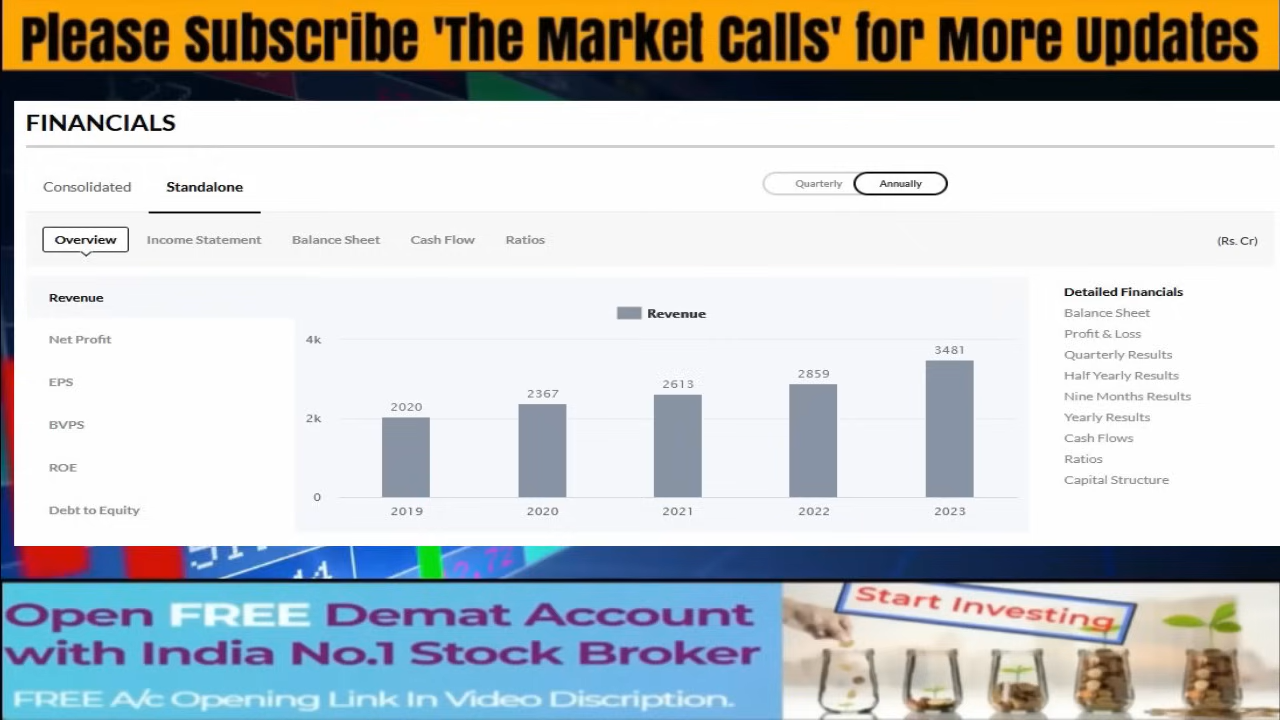 Please Subscribe 'The Market Calls' for More Updates
FINANCIALS
Consolidated Standalone
Quarterly Annually
Overview Income Statement Balance Sheet Cash Flow Ratios (Rs. Cr)
Revenue
Net Profit
EPS
BVPS
ROE
Debt to Equity
Revenue
4k
2k
0
2020 2367 2613 2859 3481
2019 2020 2021 2022 2023
Detailed Financials
Balance Sheet
Profit & Loss
Quarterly Results
Half Yearly Results
Nine Months Results
Yearly Results
Cash Flows
Ratios
Capital Structure
Open FREE Demat Account
with India No.1 Stock Broker
FREE A/c Opening Link In Video Discription.
Start Investing